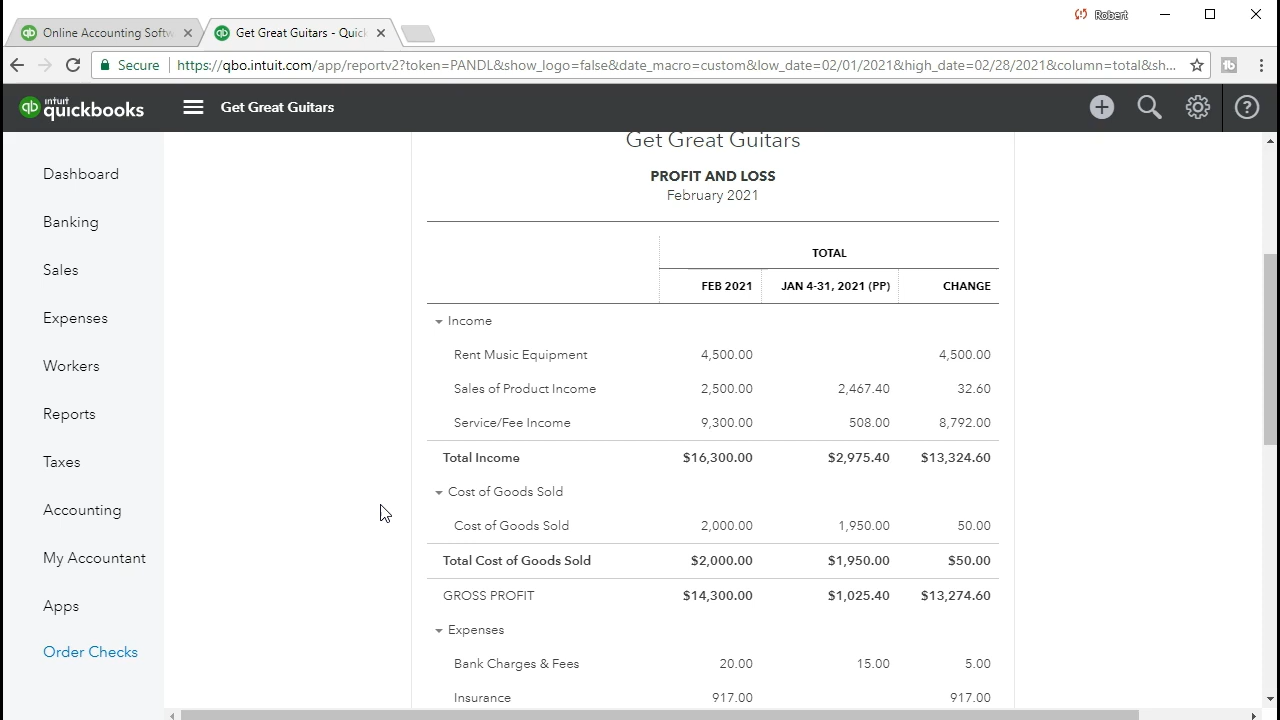 Robert
Online Accounting Softw
Get Great Guitars - Quic
Secure
https://qbo.intuit.com/app/reportv2?token=PANDL&show_logo=false&date_macro=custom&low_date=02/01/2021&high_date=02/28/2021&column=total&sh...
intuit
quickbooks
Get Great Guitars
Dashboard
Banking
Sales
Expenses
Workers
Reports
Taxes
Accounting
My Accountant
Apps
Order Checks
Get Great Guitars
PROFIT AND LOSS
February 2021
TOTAL
FEB 2021 JAN 4-31, 2021 (PP) CHANGE
Income
Rent Music Equipment 4,500.00 4,500.00
Sales of Product Income 2,500.00 2,467.40 32.60
Service/Fee Income 9,300.00 508.00 8,792.00
Total Income $16,300.00 $2,975.40 $13,324.60
Cost of Goods Sold
Cost of Goods Sold 2,000.00 1,950.00 50.00
Total Cost of Goods Sold $2,000.00 $1,950.00 $50.00
GROSS PROFIT $14,300.00 $1,025.40 $13,274.60
Expenses
Bank Charges & Fees 20.00 15.00 5.00
Insurance 917.00 917.00